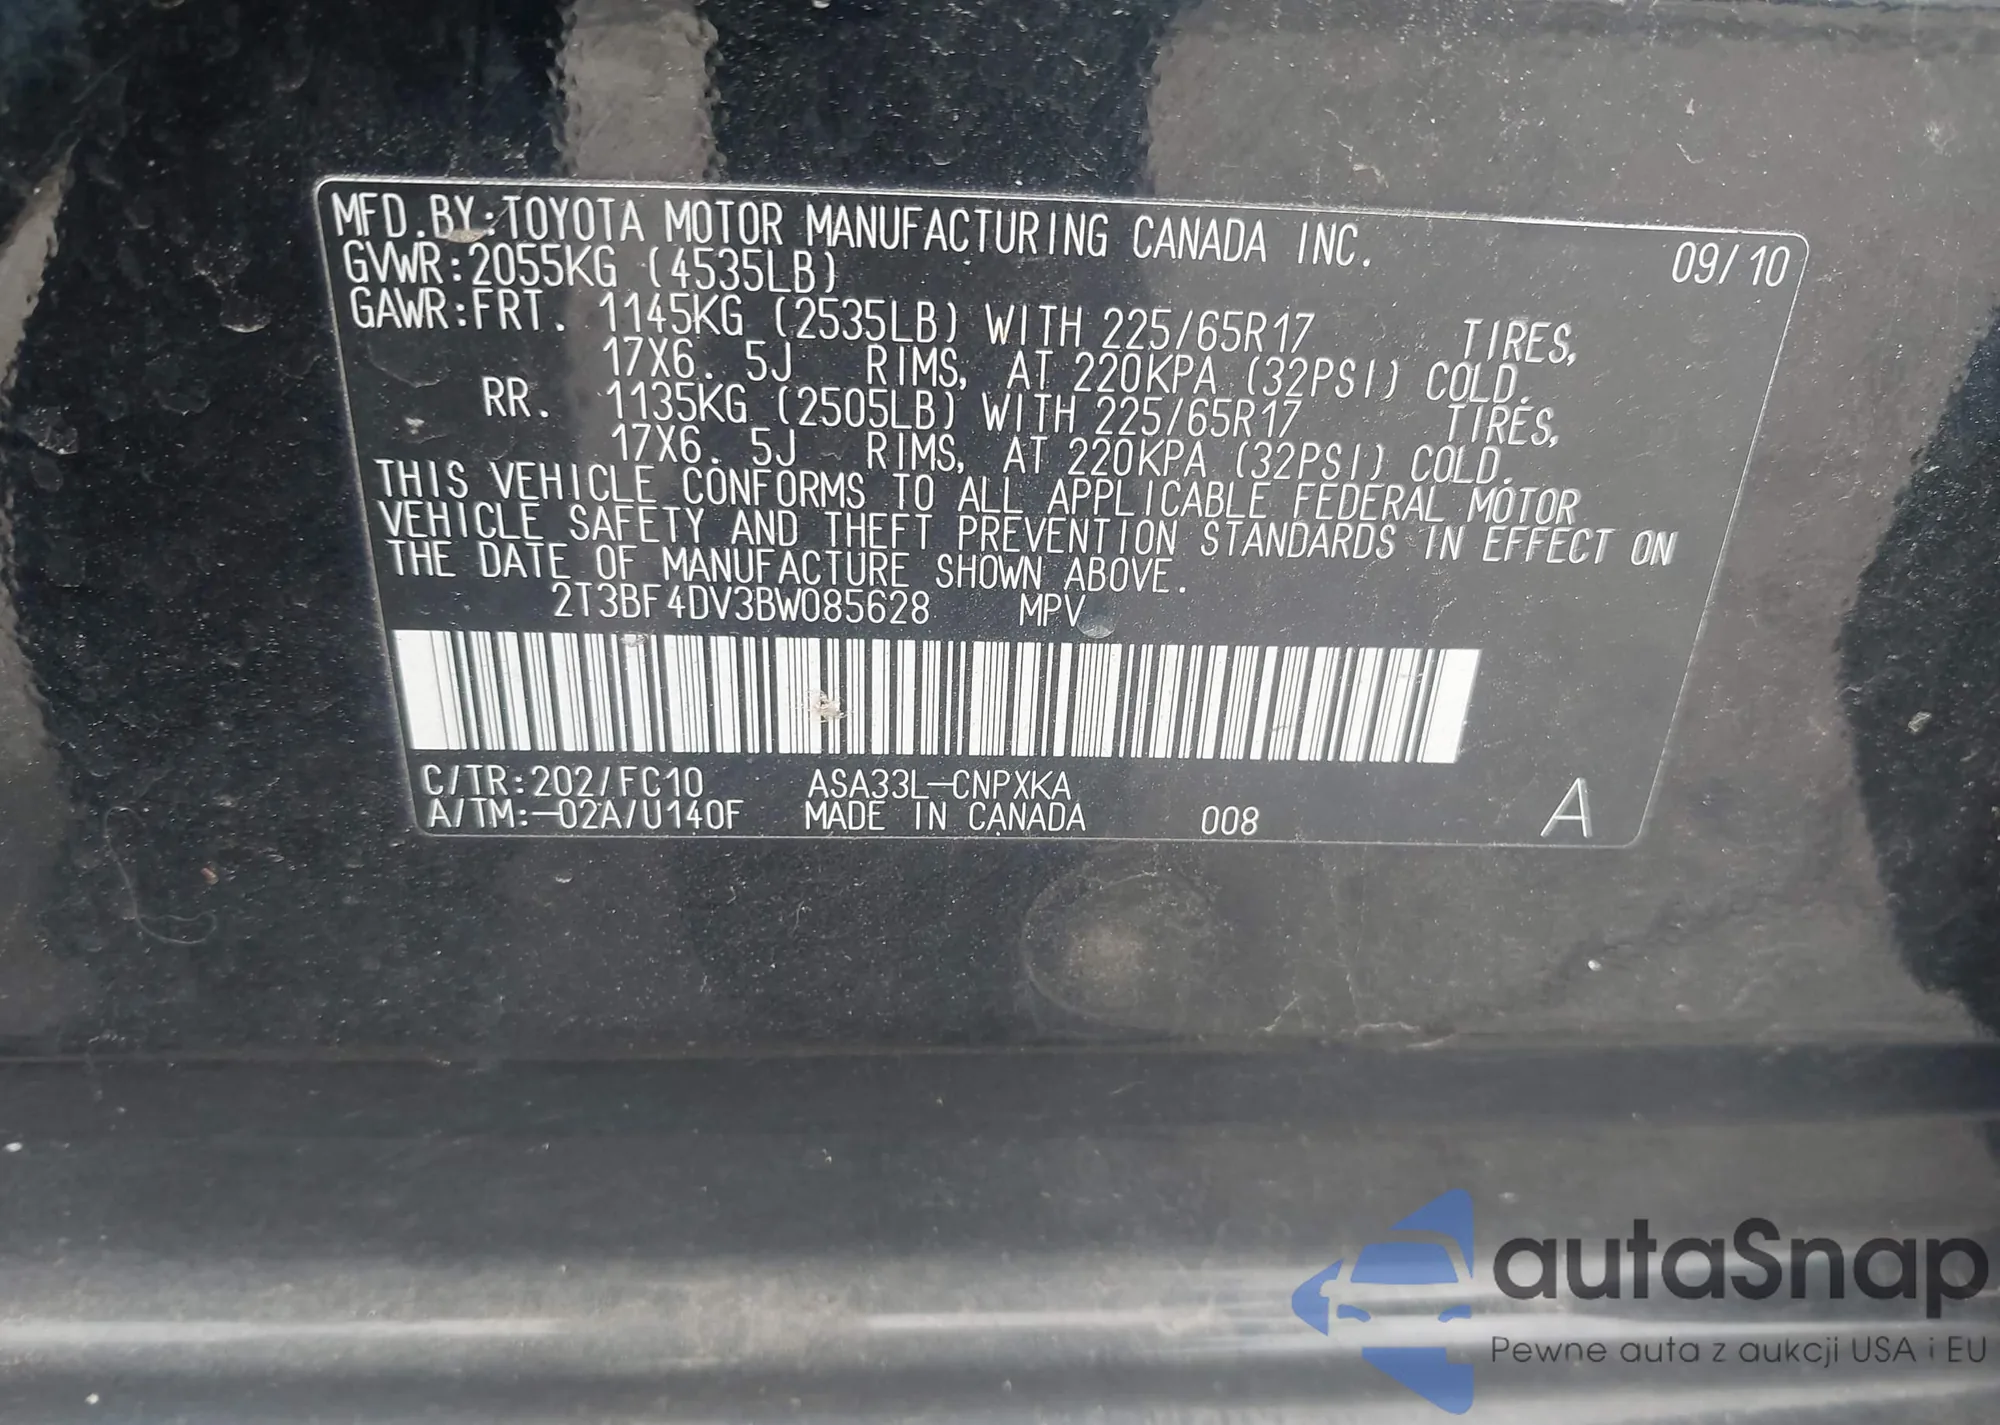 MFD.BY:TOYOTA MOTOR MANUFACTURING CANADA INC. 09/10
GVWR:2055KG (4535LB)
GAWR:FRT. 1145KG (2535LB) WITH 225/65R17 TIRES,
17X6. 5J RIMS, AT 220KPA (32PSI) COLD.
RR. 1135KG (2505LB) WITH 225/65R17 TIRES,
17X6. 5J RIMS, AT 220KPA (32PSI) COLD.
THIS VEHICLE CONFORMS TO ALL APPLICABLE FEDERAL MOTOR
VEHICLE SAFETY AND THEFT PREVENTION STANDARDS IN EFFECT ON
THE DATE OF MANUFACTURE SHOWN ABOVE.
2T3BF4DV3BW085628 MPV
C/TR:202/FC10 ASA33L-CNPXKA
A/TM:-02A/U140F MADE IN CANADA 008 A
autaSnap
Pewne auta z aukcji USA i EU